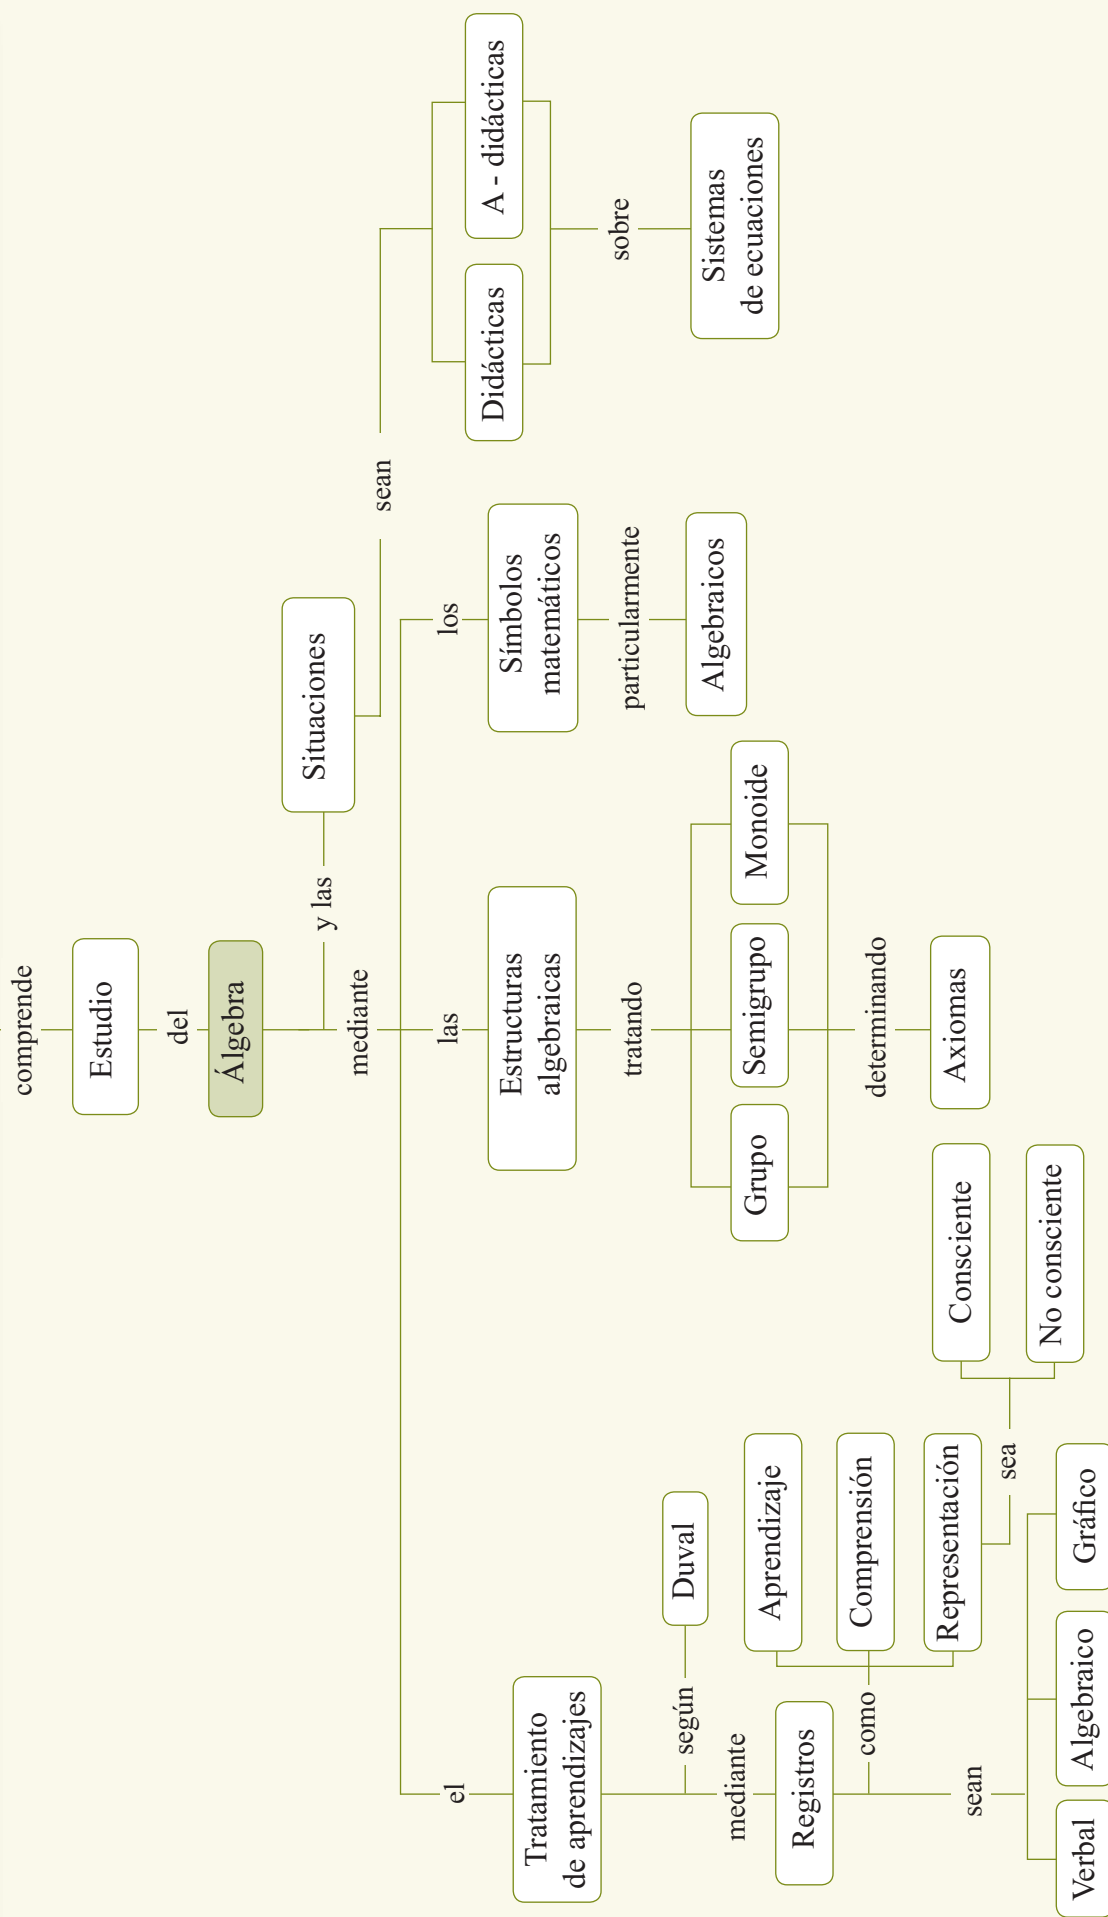 comprende
Estudio
del
Álgebra
y las
Situaciones
sean
Didácticas
A - didácticas
sobre
Sistemas
de ecuaciones
mediante
el
Tratamiento
de aprendizajes
según
Duval
mediante
Registros
como
Aprendizaje
Comprensión
Representación
sea
Consciente
No consciente
sean
Verbal
Algebraico
Gráfico
las
Estructuras
algebraicas
tratando
Grupo
Semigrupo
Monoide
determinando
Axiomas
los
Símbolos
matemáticos
particularmente
Algebraicos